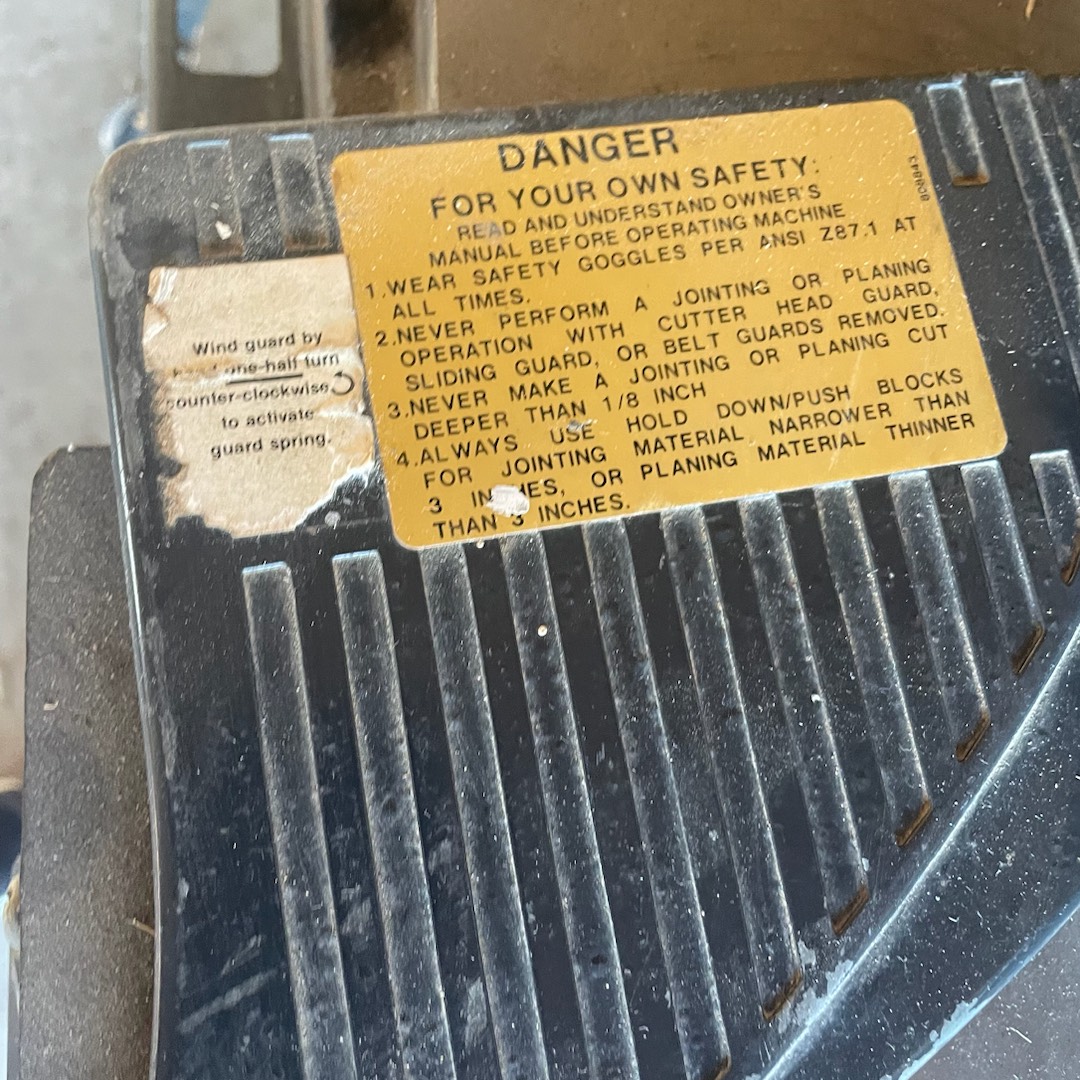 DANGER
FOR YOUR OWN SAFETY:
READ AND UNDERSTAND OWNER'S
MANUAL BEFORE OPERATING MACHINE
1.WEAR SAFETY GOGGLES PER ANSI Z87.1 AT
ALL TIMES.
2.NEVER PERFORM A JOINTING OR PLANING
OPERATION WITH CUTTER HEAD GUARD,
SLIDING GUARD, OR BELT GUARDS REMOVED.
3.NEVER MAKE A JOINTING OR PLANING CUT
DEEPER THAN 1/8 INCH
4.ALWAYS USE HOLD DOWN/PUSH BLOCKS
FOR JOINTING MATERIAL NARROWER THAN
3 INCHES, OR PLANING MATERIAL THINNER
THAN 3 INCHES.
808843
Wind guard by
one-half turn
counter-clockwise
to activate
guard spring.